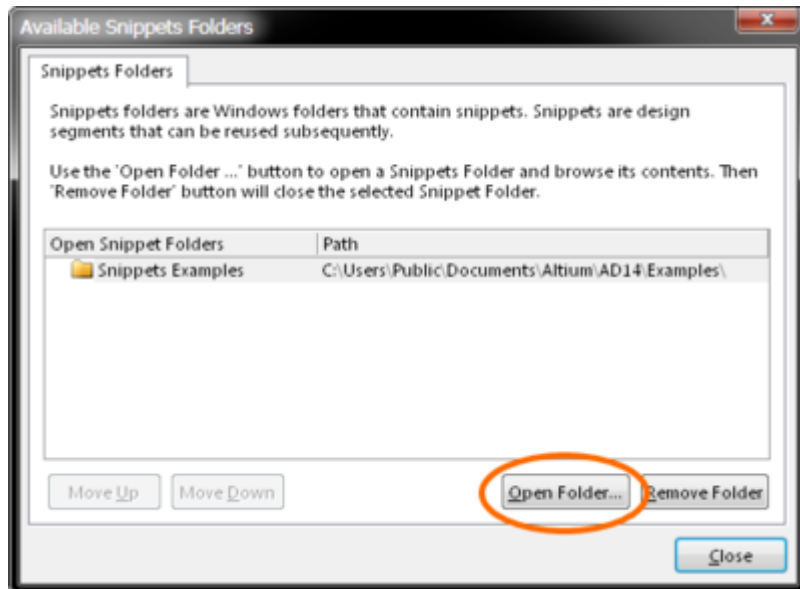 Available Snippets Folders
Snippets Folders
Snippets folders are Windows folders that contain snippets. Snippets are design
segments that can be reused subsequently.
Use the 'Open Folder ...' button to open a Snippets Folder and browse its contents. Then
'Remove Folder' button will close the selected Snippet Folder.
Open Snippet Folders Path
Snippets Examples C:\Users\Public\Documents\Altium\AD14\Examples\
Move Up Move Down Open Folder... Remove Folder
Close